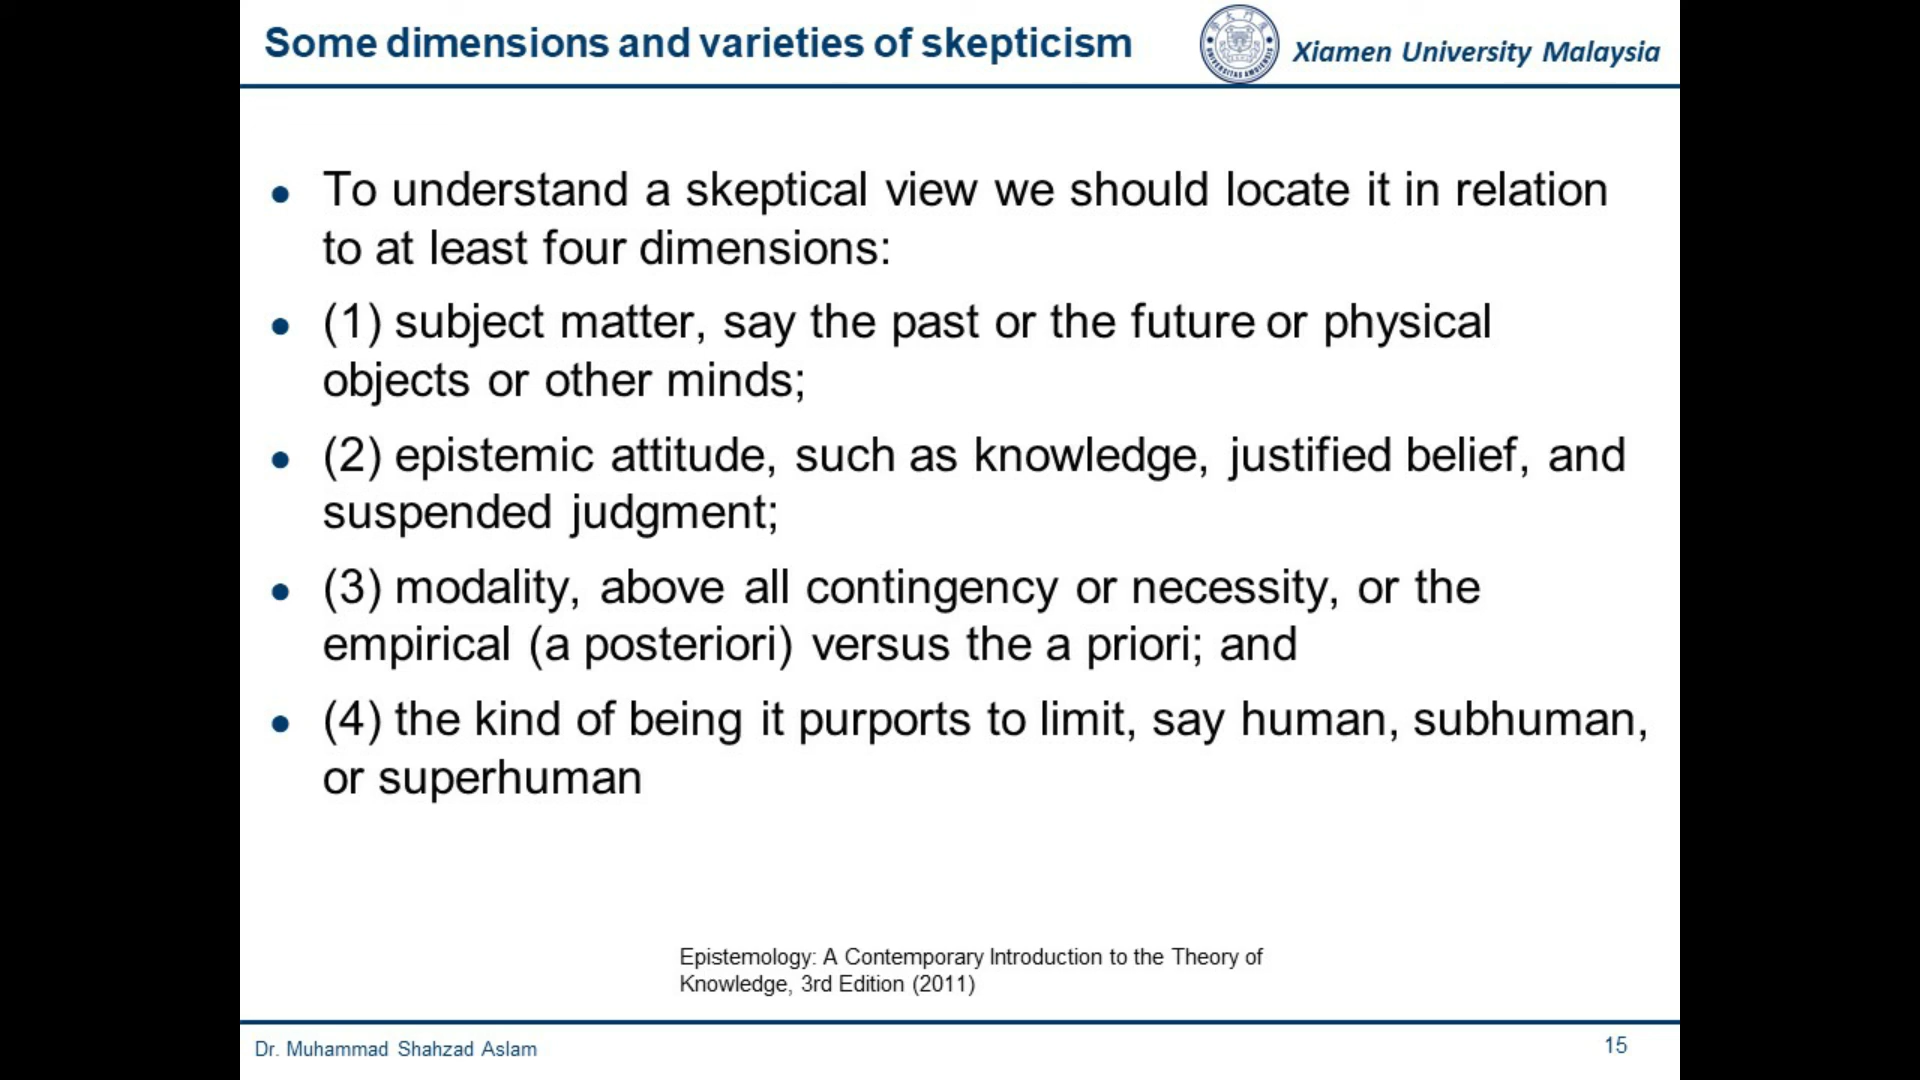 Some dimensions and varieties of skepticism
Xiamen University Malaysia
• To understand a skeptical view we should locate it in relation
to at least four dimensions:
• (1) subject matter, say the past or the future or physical
objects or other minds;
• (2) epistemic attitude, such as knowledge, justified belief, and
suspended judgment;
• (3) modality, above all contingency or necessity, or the
empirical (a posteriori) versus the a priori; and
• (4) the kind of being it purports to limit, say human, subhuman,
or superhuman
Epistemology: A Contemporary Introduction to the Theory of
Knowledge, 3rd Edition (2011)
Dr. Muhammad Shahzad Aslam
15